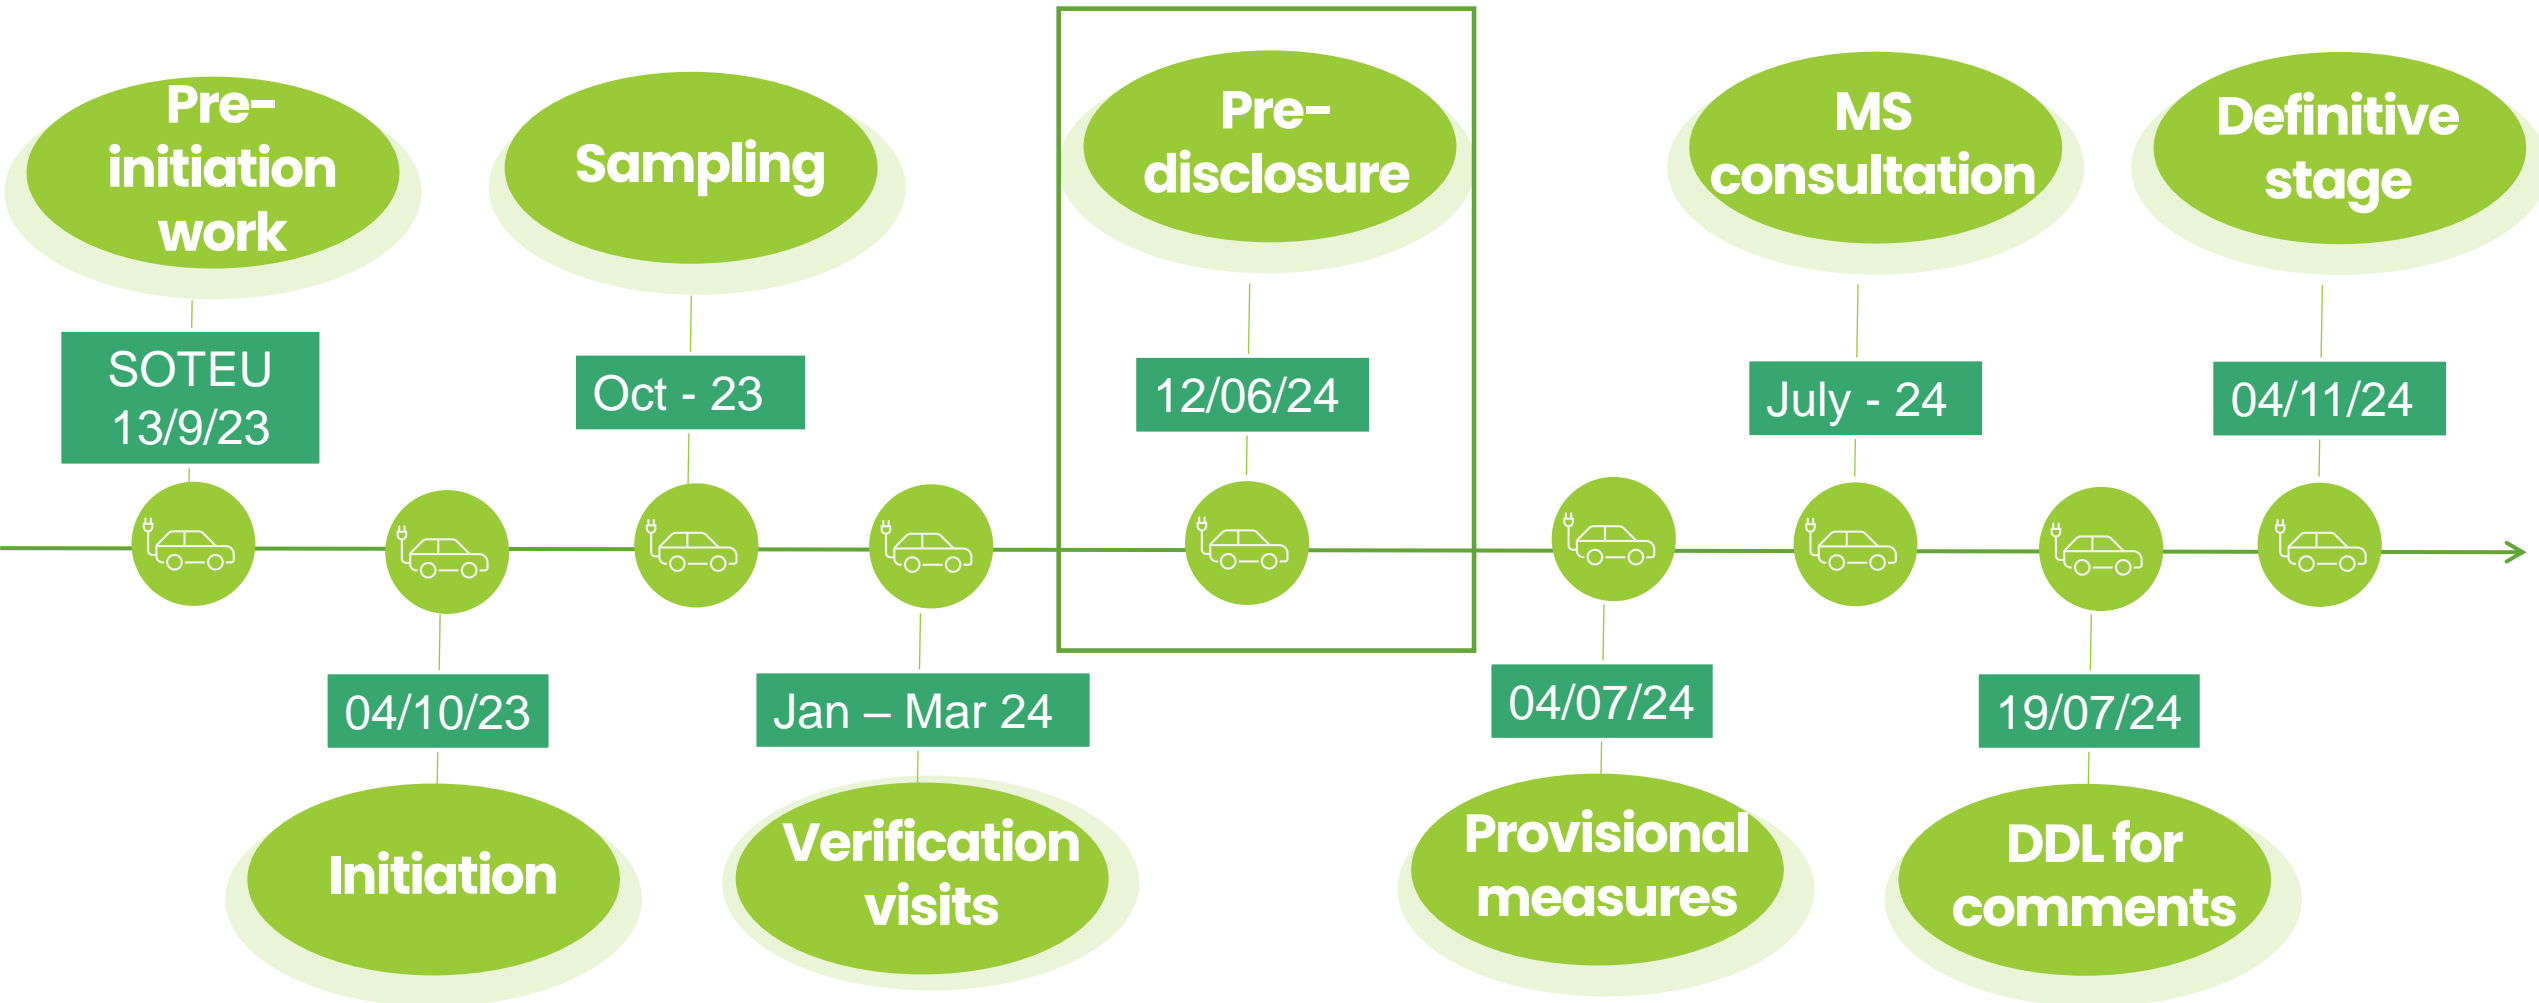 Pre-
initiation
work
SOTEU
13/9/23
04/10/23
Initiation
Sampling
Oct - 23
Jan – Mar 24
Verification
visits
Pre-
disclosure
12/06/24
04/07/24
Provisional
measures
MS
consultation
July - 24
19/07/24
DDL for
comments
Definitive
stage
04/11/24